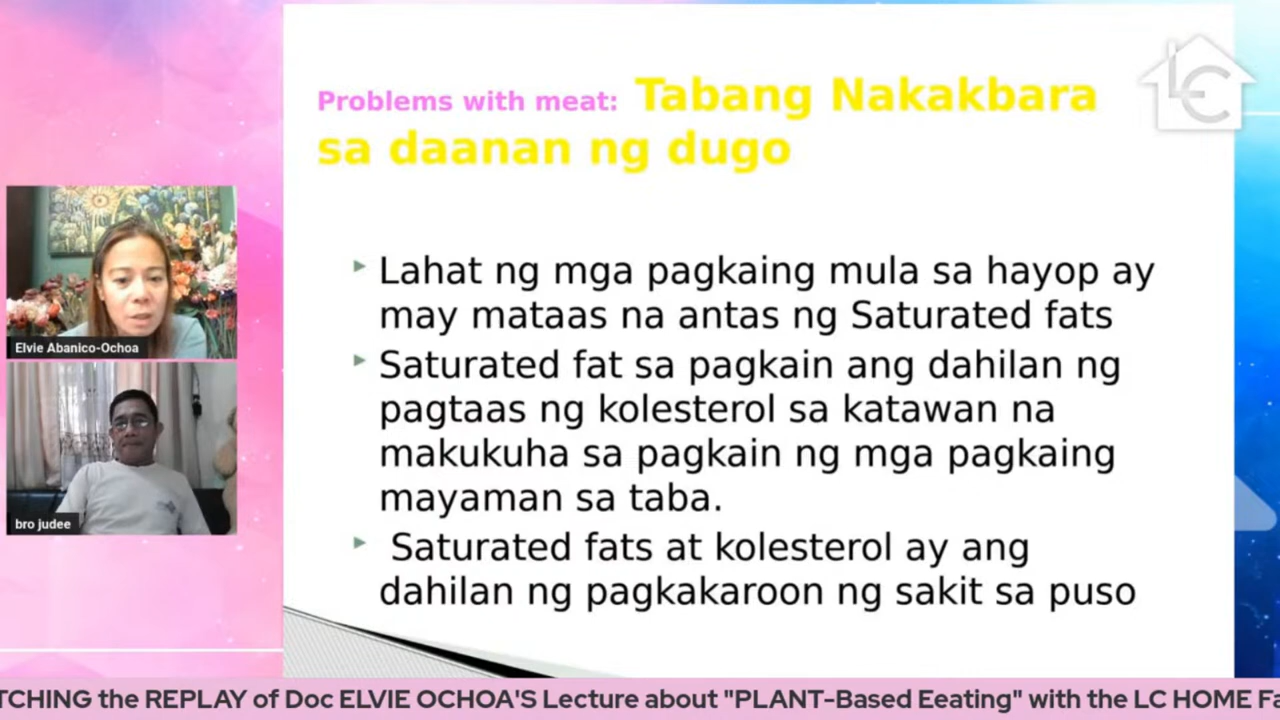 Problems with meat: Tabang Nakakbara
sa daanan ng dugo
LC
Lahat ng mga pagkaing mula sa hayop ay
may mataas na antas ng Saturated fats
Saturated fat sa pagkain ang dahilan ng
pagtaas ng kolesterol sa katawan na
makukuha sa pagkain ng mga pagkaing
mayaman sa taba.
Saturated fats at kolesterol ay ang
dahilan ng pagkakaroon ng sakit sa puso
Elvie Abanico-Ochoa
bro judee
TCHING the REPLAY of Doc ELVIE OCHOA'S Lecture about "PLANT-Based Eeating" with the LC HOME Fa